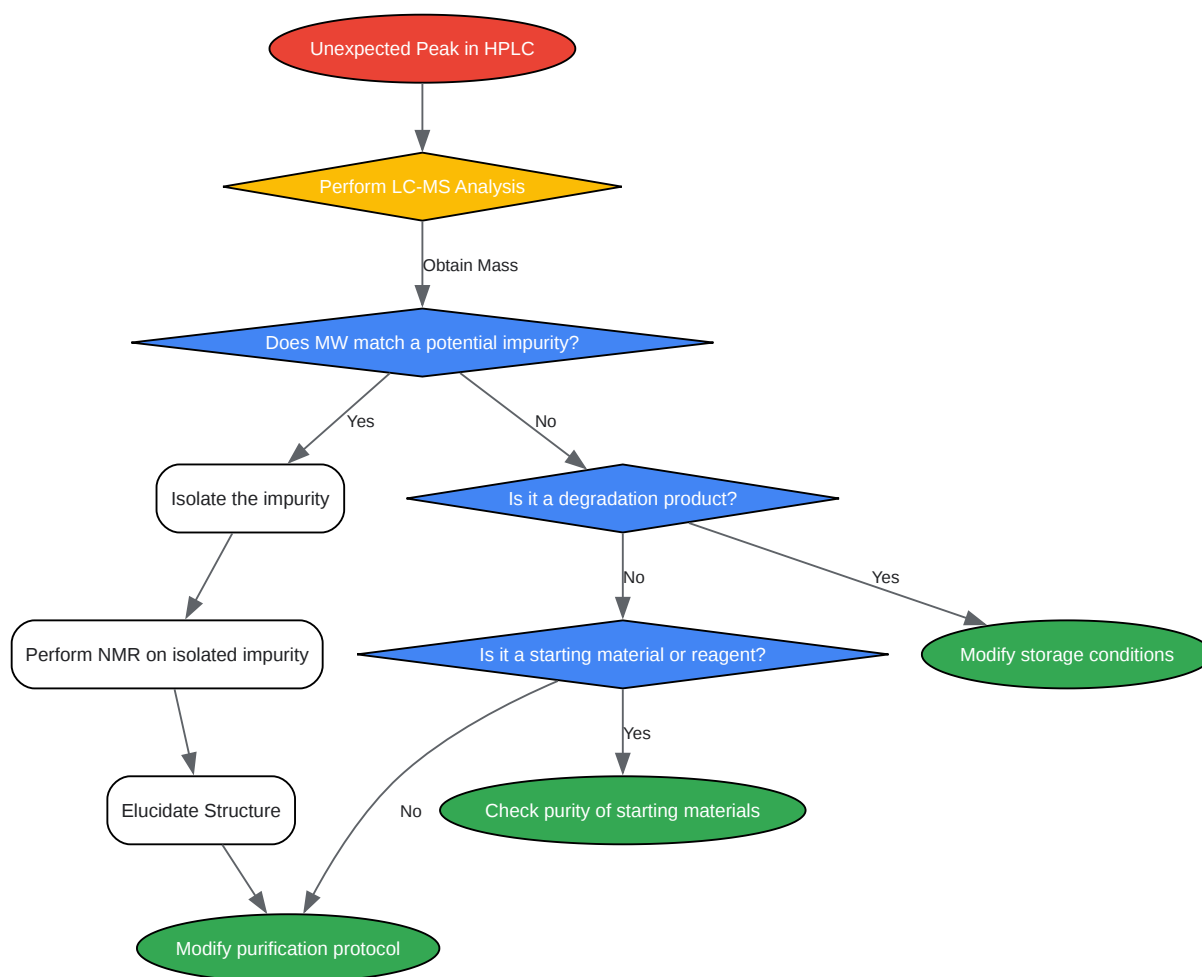 Unexpected Peak in HPLC
Perform LC-MS Analysis
Obtain Mass
Does MW match a potential impurity?
Yes
No
Isolate the impurity
Is it a degradation product?
No
Yes
Perform NMR on isolated impurity
Is it a starting material or reagent?
Modify storage conditions
Yes
No
Elucidate Structure
Check purity of starting materials
Modify purification protocol